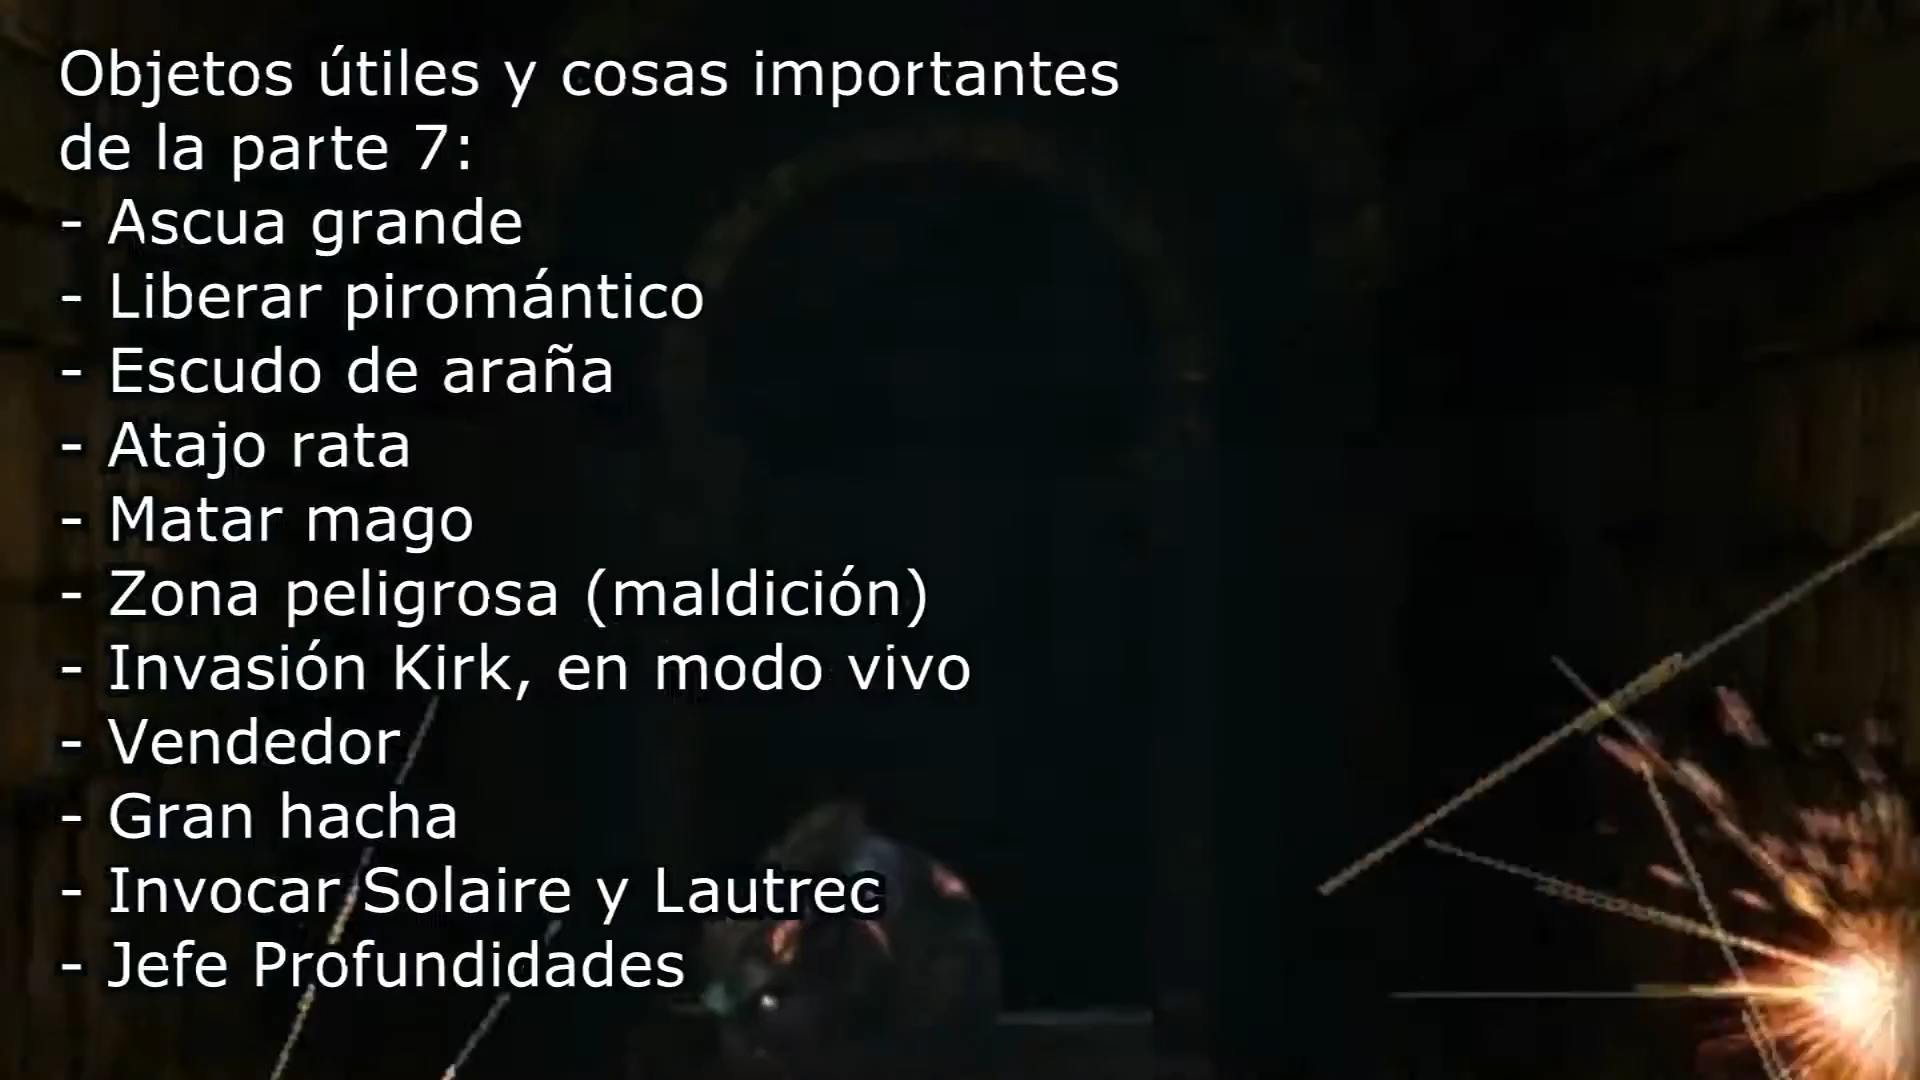 Objetos útiles y cosas importantes
de la parte 7:
- Ascua grande
- Liberar piromántico
- Escudo de araña
- Atajo rata
- Matar mago
- Zona peligrosa (maldición)
- Invasión Kirk, en modo vivo
- Vendedor
- Gran hacha
- Invocar Solaire y Lautrec
- Jefe Profundidades